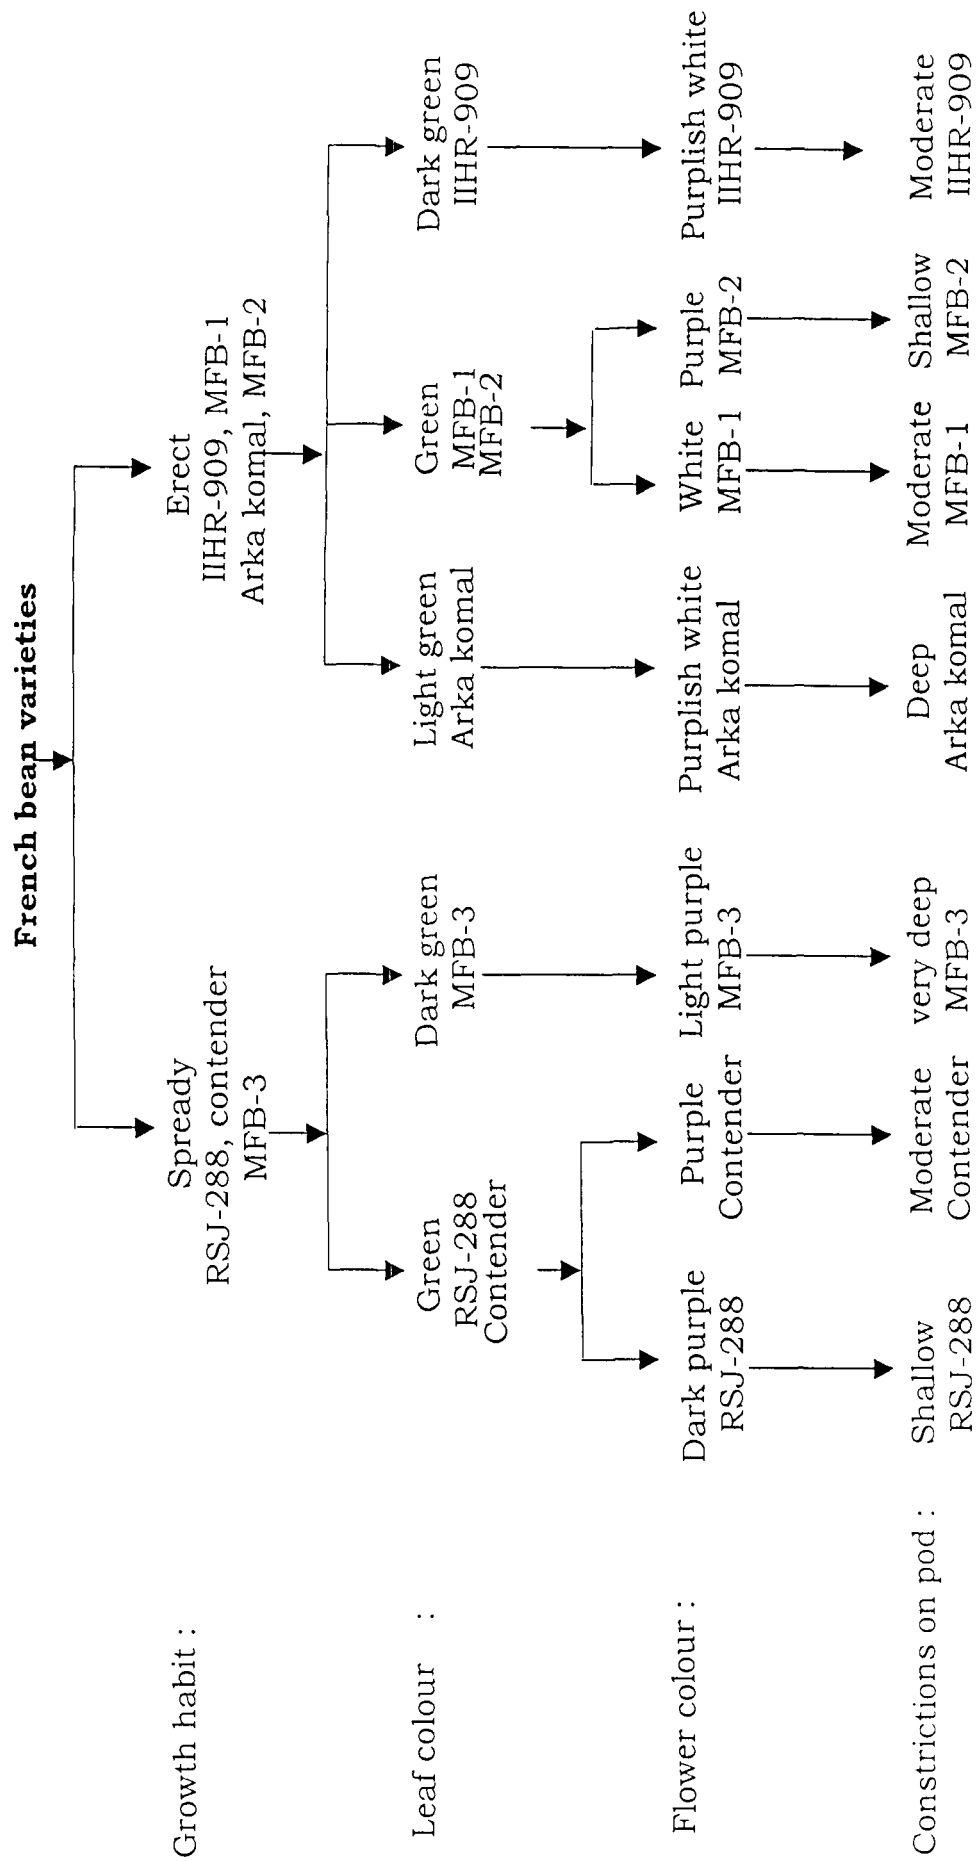 French bean varieties
Growth habit :
Spready
RSJ-288, contender
MFB-3
Erect
IIHR-909, MFB-1
Arka komal, MFB-2
Leaf colour :
Green
RSJ-288
Contender
Dark green
MFB-3
Light green
Arka komal
Green
MFB-1
MFB-2
Dark green
IIHR-909
Flower colour :
Dark purple
RSJ-288
Purple
Contender
Light purple
MFB-3
Purplish white
Arka komal
White
MFB-1
Purple
MFB-2
Purplish white
IIHR-909
Constrictions on pod :
Shallow
RSJ-288
Moderate
Contender
very deep
MFB-3
Deep
Arka komal
Moderate
MFB-1
Shallow
MFB-2
Moderate
IIHR-909